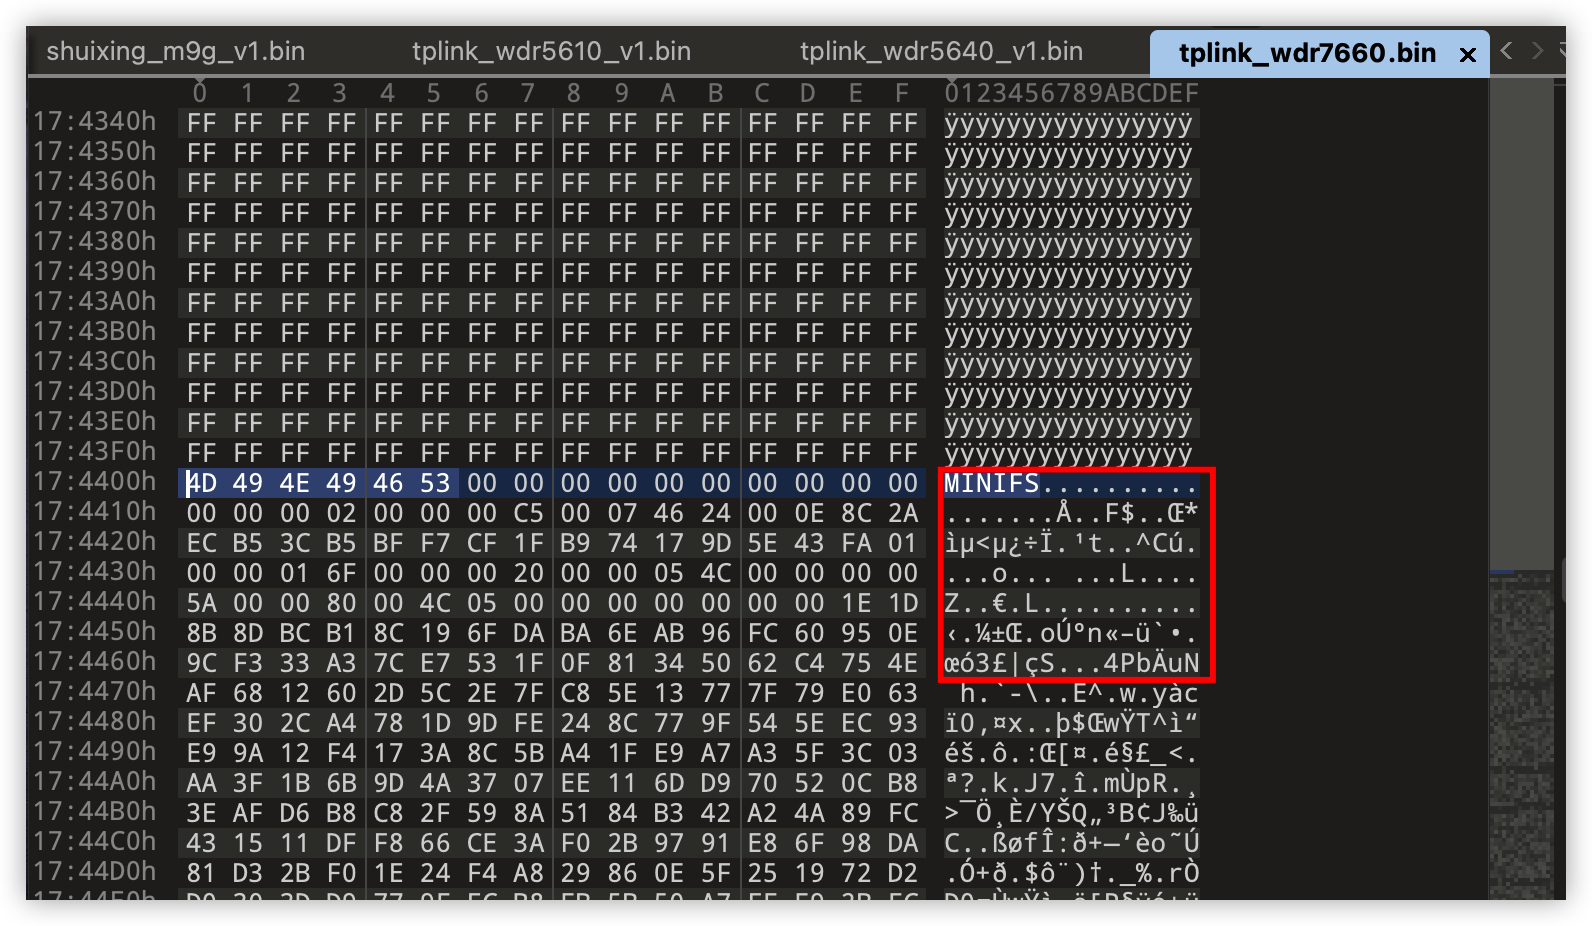 shuixing_m9g_v1.bin tplink_wdr5610_v1.bin tplink_wdr5640_v1.bin tplink_wdr7660.bin ×
0 1 2 3 4 5 6 7 8 9 A B C D E F 0123456789ABCDEF
17:4340h FF FF FF FF FF FF FF FF FF FF FF FF FF FF FF FF ÿÿÿÿÿÿÿÿÿÿÿÿÿÿÿÿ
17:4350h FF FF FF FF FF FF FF FF FF FF FF FF FF FF FF FF ÿÿÿÿÿÿÿÿÿÿÿÿÿÿÿÿ
17:4360h FF FF FF FF FF FF FF FF FF FF FF FF FF FF FF FF ÿÿÿÿÿÿÿÿÿÿÿÿÿÿÿÿ
17:4370h FF FF FF FF FF FF FF FF FF FF FF FF FF FF FF FF ÿÿÿÿÿÿÿÿÿÿÿÿÿÿÿÿ
17:4380h FF FF FF FF FF FF FF FF FF FF FF FF FF FF FF FF ÿÿÿÿÿÿÿÿÿÿÿÿÿÿÿÿ
17:4390h FF FF FF FF FF FF FF FF FF FF FF FF FF FF FF FF ÿÿÿÿÿÿÿÿÿÿÿÿÿÿÿÿ
17:43A0h FF FF FF FF FF FF FF FF FF FF FF FF FF FF FF FF ÿÿÿÿÿÿÿÿÿÿÿÿÿÿÿÿ
17:43B0h FF FF FF FF FF FF FF FF FF FF FF FF FF FF FF FF ÿÿÿÿÿÿÿÿÿÿÿÿÿÿÿÿ
17:43C0h FF FF FF FF FF FF FF FF FF FF FF FF FF FF FF FF ÿÿÿÿÿÿÿÿÿÿÿÿÿÿÿÿ
17:43D0h FF FF FF FF FF FF FF FF FF FF FF FF FF FF FF FF ÿÿÿÿÿÿÿÿÿÿÿÿÿÿÿÿ
17:43E0h FF FF FF FF FF FF FF FF FF FF FF FF FF FF FF FF ÿÿÿÿÿÿÿÿÿÿÿÿÿÿÿÿ
17:43F0h FF FF FF FF FF FF FF FF FF FF FF FF FF FF FF FF ÿÿÿÿÿÿÿÿÿÿÿÿÿÿÿÿ
17:4400h 4D 49 4E 49 46 53 00 00 00 00 00 00 00 00 00 00 MINIFS..........
17:4410h 00 00 00 02 00 00 00 C5 00 07 46 24 00 0E 8C 2A .......Å..F$..Œ*
17:4420h EC B5 3C B5 BF F7 CF 1F B9 74 17 9D 5E 43 FA 01 ìµ<µ¿÷Ï.¹t..^Cú.
17:4430h 00 00 01 6F 00 00 00 20 00 00 05 4C 00 00 00 00 ...o... ...L....
17:4440h 5A 00 00 80 00 4C 05 00 00 00 00 00 00 00 1E 1D Z..€.L..........
17:4450h 8B 8D BC B1 8C 19 6F DA BA 6E AB 96 FC 60 95 0E ‹.¼±Œ.oÚºn«–ü`•.
17:4460h 9C F3 33 A3 7C E7 53 1F 0F 81 34 50 62 C4 75 4E œó3£|çS...4PbÄuN
17:4470h AF 68 12 60 2D 5C 2E 7F C8 5E 13 77 7F 79 E0 63 ¯h.`-\..È^.w.yàc
17:4480h EF 30 2C A4 78 1D 9D FE 24 8C 77 9F 54 5E EC 93 ï0,¤x..þ$ŒwŸT^ì“
17:4490h E9 9A 12 F4 17 3A 8C 5B A4 1F E9 A7 A3 5F 3C 03 éš.ô.:Œ[¤.é§£_<.
17:44A0h AA 3F 1B 6B 9D 4A 37 07 EE 11 6D D9 70 52 0C B8 ª?.k.J7.î.mÙpR.¸
17:44B0h 3E AF D6 B8 C8 2F 59 8A 51 84 B3 42 A2 4A 89 FC >¯Ö¸È/YŠQ„³B¢J‰ü
17:44C0h 43 15 11 DF F8 66 CE 3A F0 2B 97 91 E8 6F 98 DA C..ßøfÎ:ð+—‘èo˜Ú
17:44D0h 81 D3 2B F0 1E 24 F4 A8 29 86 0E 5F 25 19 72 D2 .Ó+ð.$ô¨)†._%.rÒ